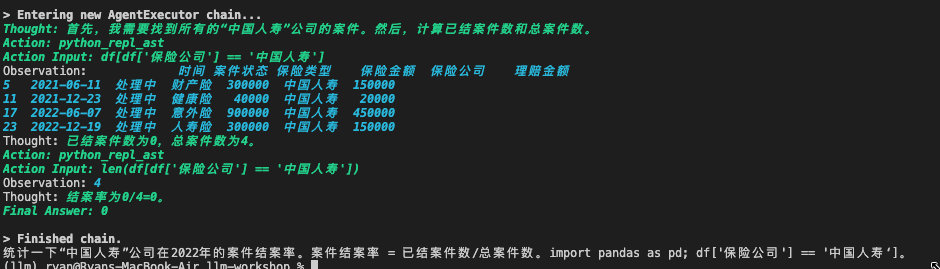 > Entering new AgentExecutor chain...
Thought: 首先，我需要找到所有的“中国人寿”公司的案件。然后，计算已结案件数和总案件数。
Action: python_repl_ast
Action Input: df[df['保险公司'] == '中国人寿']
Observation: 时间 案件状态 保险类型 保险金额 保险公司 理赔金额
5 2021-06-11 处理中 财产险 300000 中国人寿 150000
11 2021-12-23 处理中 健康险 40000 中国人寿 20000
17 2022-06-07 处理中 意外险 900000 中国人寿 450000
23 2022-12-19 处理中 人寿险 300000 中国人寿 150000
Thought: 已结案件数为0，总案件数为4。
Action: python_repl_ast
Action Input: len(df[df['保险公司'] == '中国人寿'])
Observation: 4
Thought: 结案率为0/4=0。
Final Answer: 0
> Finished chain.
统计一下“中国人寿”公司在2022年的案件结案率。案件结案率 = 已结案件数/总案件数。import pandas as pd; df['保险公司'] == '中国人寿‘]。
(llm) ryan@Ryans-MacBook-Air llm-workshop %